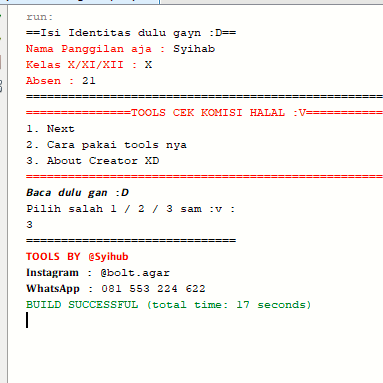 run:
==Isi Identitas dulu gayn :D==
Nama Panggilan aja : Syihab
Kelas X/XI/XII : X
Absen : 21
===================================================
===============TOOLS CEK KOMISI HALAL :V===========
1. Next
2. Cara pakai tools nya
3. About Creator XD
===================================================
Baca dulu gan :D
Pilih salah 1 / 2 / 3 sam :v :
3
==============================
TOOLS BY @Syihub
Instagram : @bolt.agar
WhatsApp : 081 553 224 622
BUILD SUCCESSFUL (total time: 17 seconds)